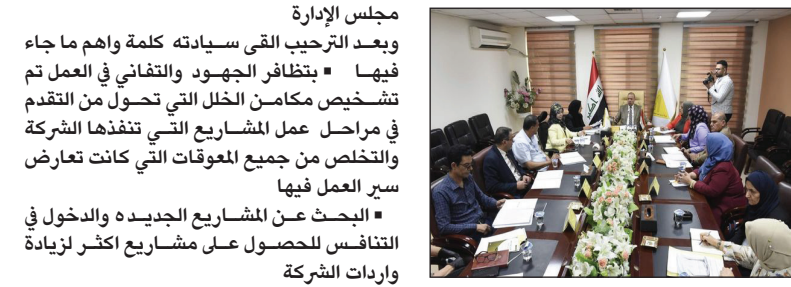 مجلس الإدارة
وبعد الترحيب القى سيادته كلمة واهم ما جاء
فيها ▪ بتظافر الجهود والتفاني في العمل تم
تشخيص مكامن الخلل التي تحول من التقدم
في مراحل عمل المشاريع التي تنفذها الشركة
والتخلص من جميع المعوقات التي كانت تعارض
سير العمل فيها
▪ البحث عن المشاريع الجديده والدخول في
التنافس للحصول على مشاريع اكثر لزيادة
واردات الشركة